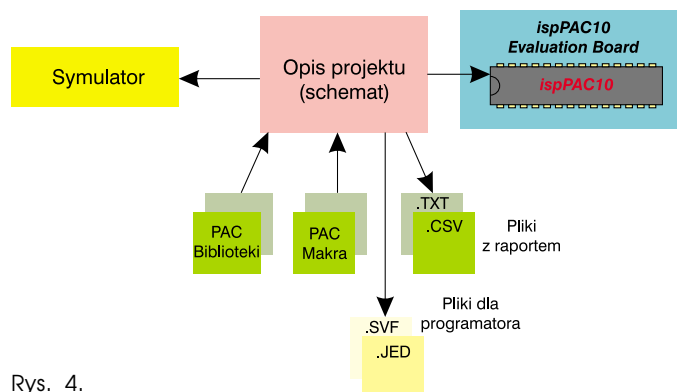 ispPAC10
Evaluation Board
Symulator
Opis projektu
(schemat)
ispPAC10
PAC
Biblioteki
PAC
Makra
.TXT
.CSV
Pliki
z raportem
Pliki dla
programatora
.SVF
.JED
Rys. 4.